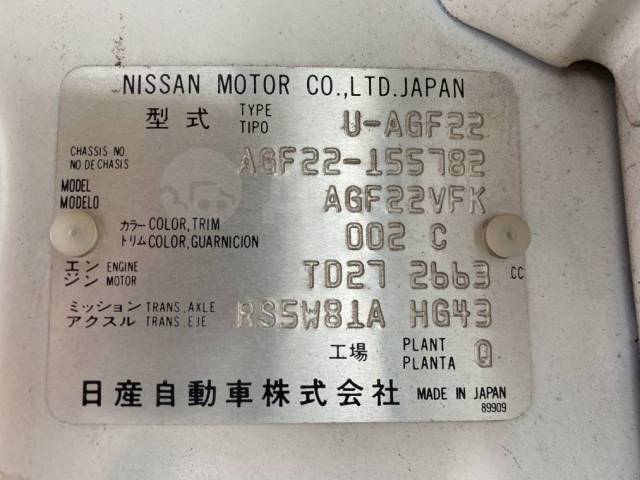 NISSAN MOTOR CO.,LTD.JAPAN
型式 TYPE TIPO U-AGF22
CHASSIS NO NO.DE CHASIS AGF22-155782
MODEL MODELO AGF22VFK
カラー COLOR,TRIM トリム COLOR,GUARNICION 002 C
エンジン ENGINE MOTOR TD27 2663 CC
ミッション TRANS.,AXLE アクスル TRANS.,EJE RS5W81A HG43
工場 PLANT PLANTA Q
日産自動車株式会社 MADE IN JAPAN
89909